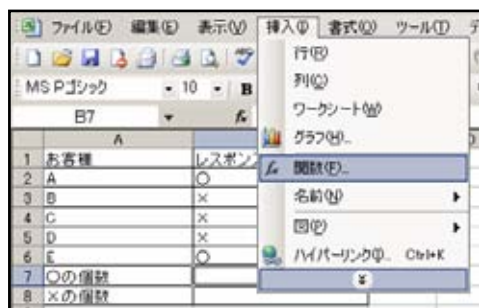 ファイル(F) 編集(E) 表示(V) 挿入(I) 書式(O) ツール(T) デ
MS Pゴシック 10 B
B7 fx
A
1 お客様 レスポンス
2 A ○
3 B ×
4 C ×
5 D ×
6 E ○
7 ○の個数
8 ×の個数
行(R)
列(C)
ワークシート(W)
グラフ(H)...
fx 関数(F)...
名前(N)
図(P)
ハイパーリンク(I)... Ctrl+K